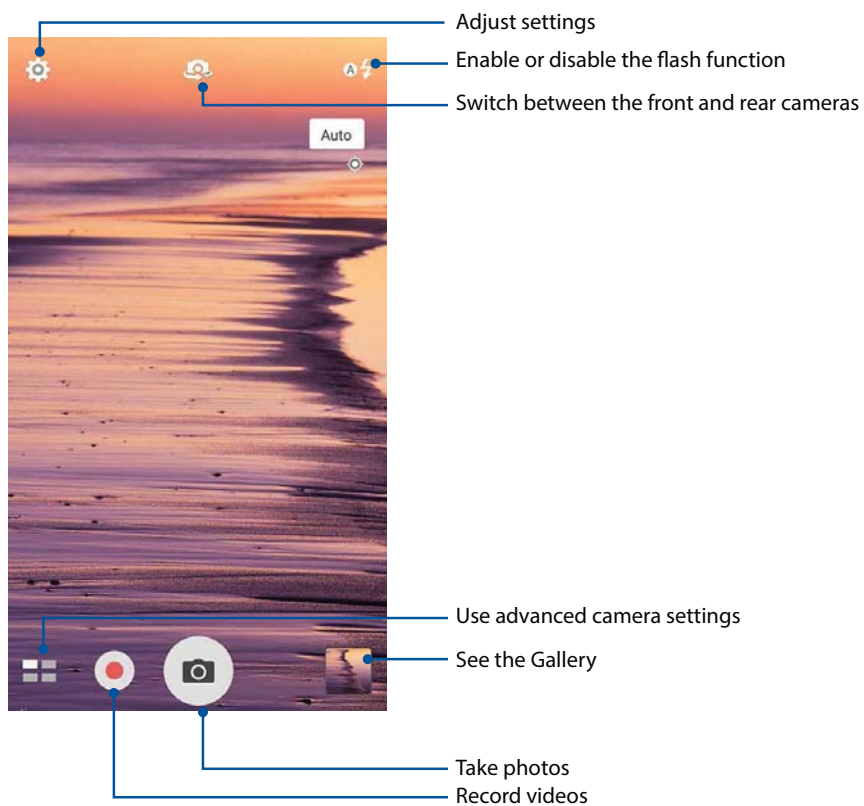 Adjust settings
Enable or disable the flash function
Switch between the front and rear cameras
A
Auto
Use advanced camera settings
See the Gallery
Take photos
Record videos